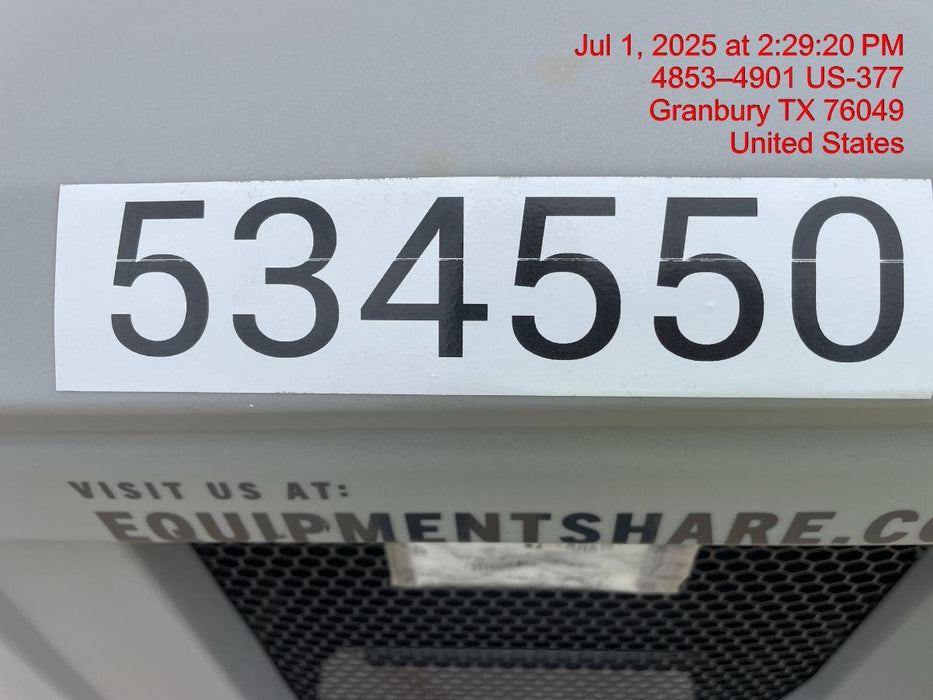 Jul 1, 2025 at 2:29:20 PM
4853–4901 US-377
Granbury TX 76049
United States
534550
VISIT US AT:
EQUIPMENTSHARE.CO